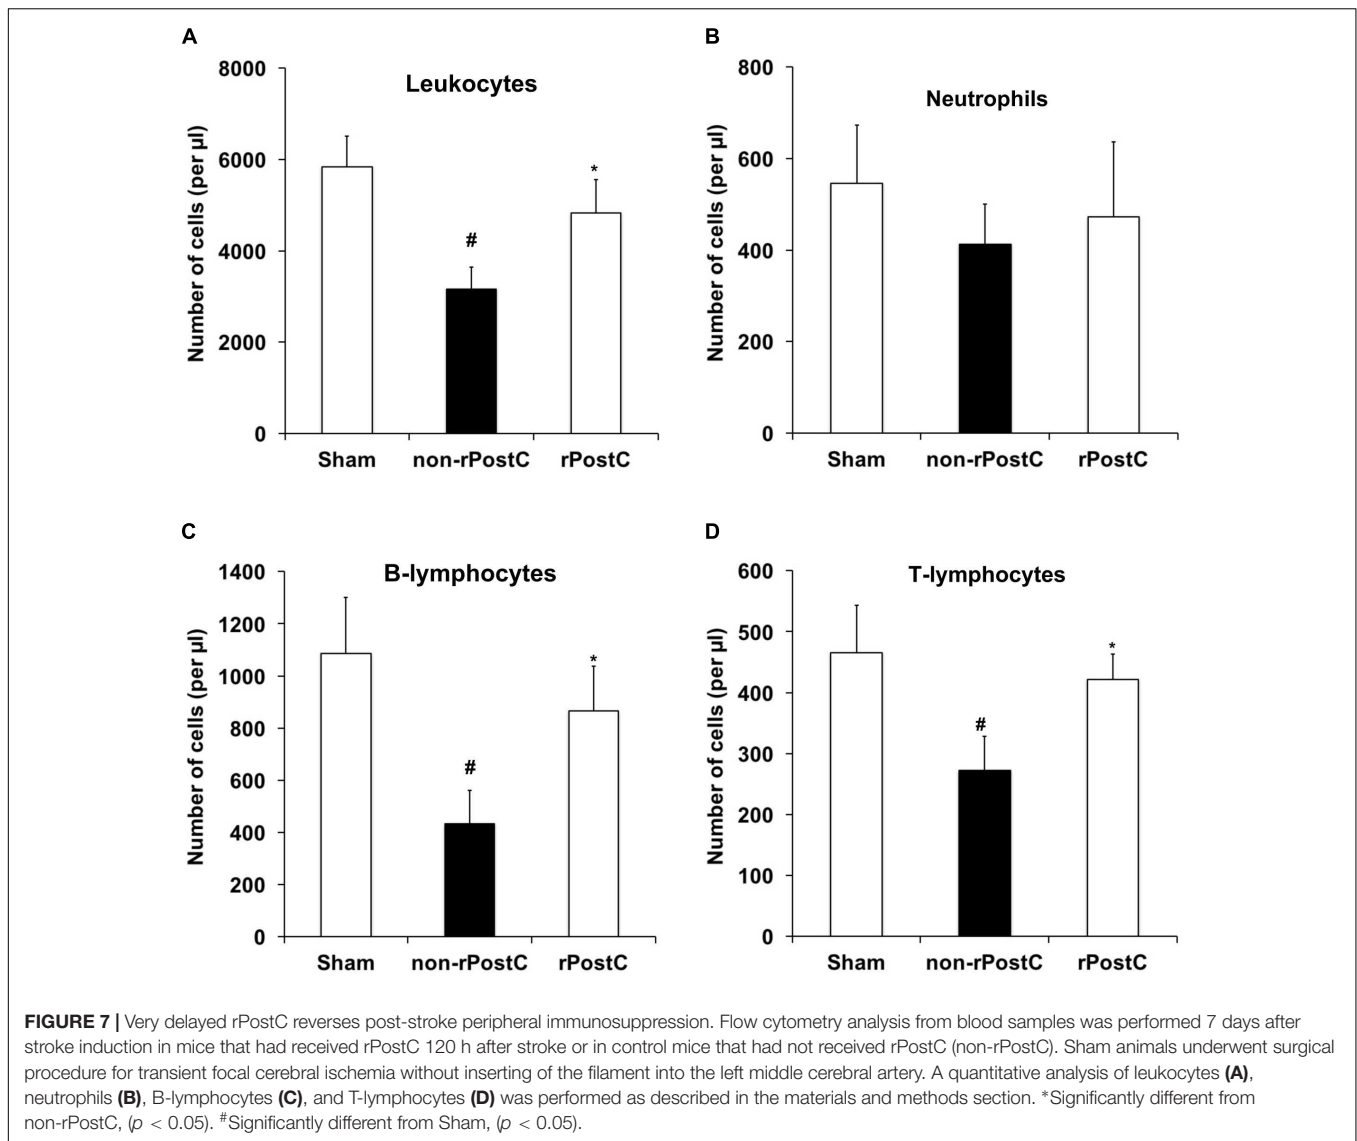 A
Leukocytes
Number of cells (per µl)
8000
6000
4000
2000
0
#
*
Sham non-rPostC rPostC
B
Neutrophils
Number of cells (per µl)
800
600
400
200
0
Sham non-rPostC rPostC
C
B-lymphocytes
Number of cells (per µl)
1400
1200
1000
800
600
400
200
0
#
*
Sham non-rPostC rPostC
D
T-lymphocytes
Number of cells (per µl)
600
500
400
300
200
100
0
#
*
Sham non-rPostC rPostC
FIGURE 7 | Very delayed rPostC reverses post-stroke peripheral immunosuppression. Flow cytometry analysis from blood samples was performed 7 days after
stroke induction in mice that had received rPostC 120 h after stroke or in control mice that had not received rPostC (non-rPostC). Sham animals underwent surgical
procedure for transient focal cerebral ischemia without inserting of the filament into the left middle cerebral artery. A quantitative analysis of leukocytes (A),
neutrophils (B), B-lymphocytes (C), and T-lymphocytes (D) was performed as described in the materials and methods section. *Significantly different from
non-rPostC, (p < 0.05). #Significantly different from Sham, (p < 0.05).